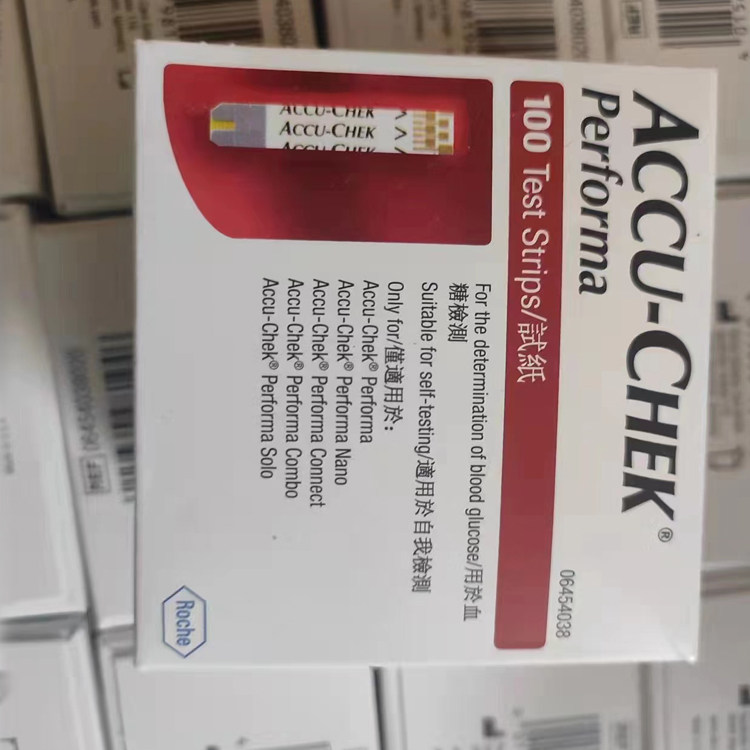 ACCU-CHEK®
Performa
100 Test Strips/試紙
06454038
For the determination of blood glucose/用於血
糖檢測
Suitable for self-testing/適用於自我檢測
Only for/僅適用於：
Accu-Chek® Performa
Accu-Chek® Performa Nano
Accu-Chek® Performa Connect
Accu-Chek® Performa Combo
Accu-Chek® Performa Solo
ACCU-CHEK
ACCU-CHEK
ACCU-CHEK
Roche
REF